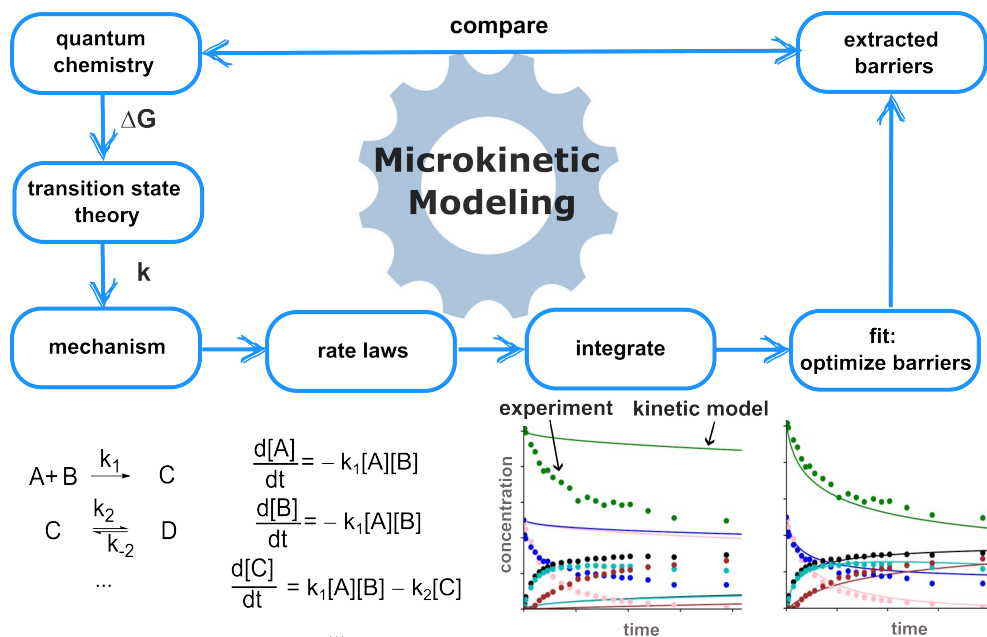 compare
quantum
chemistry
extracted
barriers
ΔG
Microkinetic
Modeling
transition state
theory
k
mechanism
rate laws
integrate
fit:
optimize barriers
experiment
kinetic model
A+B k₁ C
C k₂ k₋₂ D
...
d[A]/dt = − k₁[A][B]
d[B]/dt = − k₁[A][B]
d[C]/dt = k₁[A][B] − k₂[C]
...
concentration
time
time